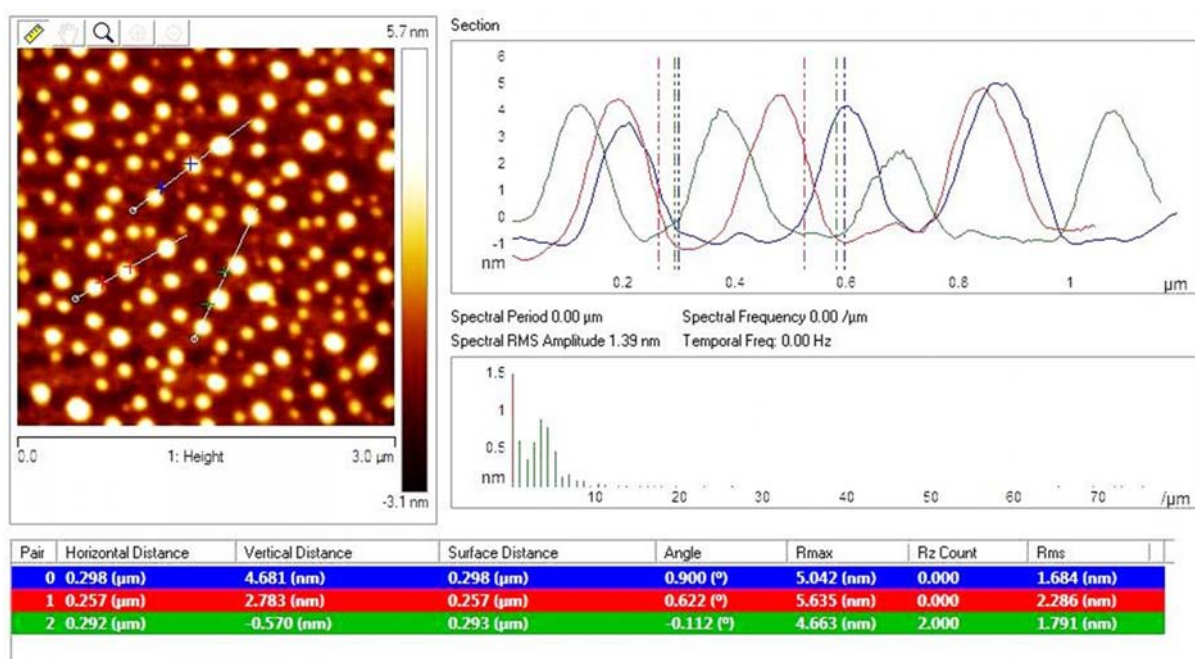 5.7 nm
0.0 1: Height 3.0 µm
-3.1 nm
Section
6
5
4
3
2
1
0
-1
nm
0.2 0.4 0.6 0.8 1 µm
Spectral Period 0.00 µm Spectral Frequency 0.00 /µm
Spectral RMS Amplitude 1.39 nm Temporal Freq: 0.00 Hz
1.5
1
0.5
nm
10 20 30 40 50 60 70 /µm
Pair Horizontal Distance Vertical Distance Surface Distance Angle Rmax Rz Count Rms
0 0.298 (µm) 4.681 (nm) 0.298 (µm) 0.900 (º) 5.042 (nm) 0.000 1.684 (nm)
1 0.257 (µm) 2.783 (nm) 0.257 (µm) 0.622 (º) 5.635 (nm) 0.000 2.286 (nm)
2 0.292 (µm) -0.570 (nm) 0.293 (µm) -0.112 (º) 4.663 (nm) 2.000 1.791 (nm)